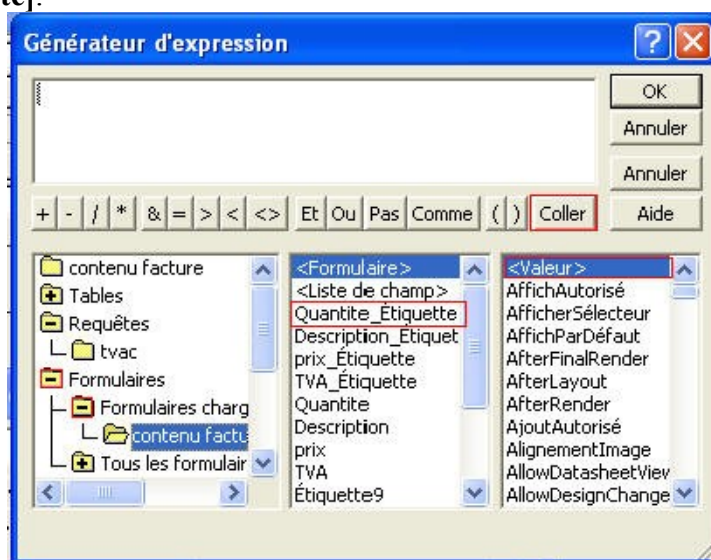 te].
Générateur d'expression
OK
Annuler
Annuler
+ - / * & = > < <> Et Ou Pas Comme ( ) Coller Aide
contenu facture
Tables
Requêtes
tvac
Formulaires
Formulaires charg
contenu factu
Tous les formulair
<Formulaire>
<Liste de champ>
Quantite_Étiquette
Description_Étiquet
prix_Étiquette
TVA_Étiquette
Quantite
Description
prix
TVA
Étiquette9
<Valeur>
AffichAutorisé
AfficherSélecteur
AffichParDéfaut
AfterFinalRender
AfterLayout
AfterRender
AjoutAutorisé
AlignementImage
AllowDatasheetView
AllowDesignChange